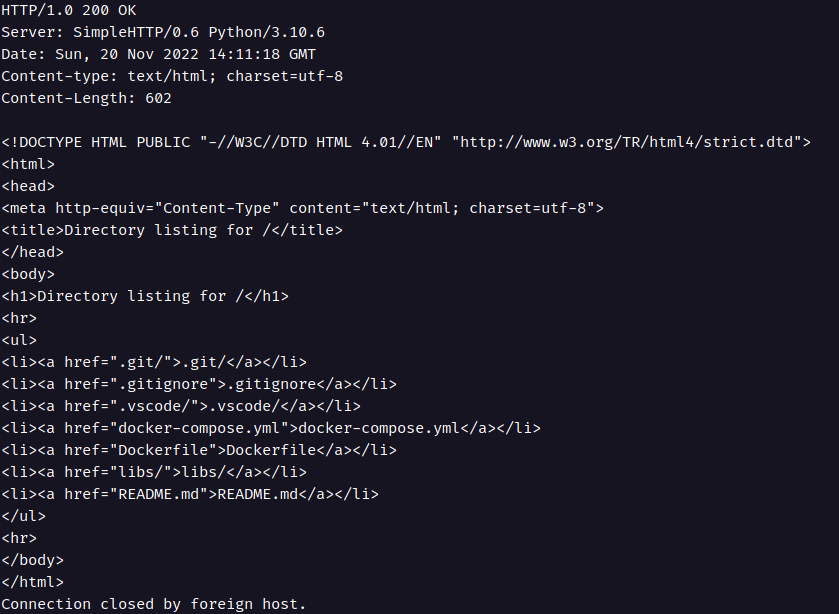 HTTP/1.0 200 OK
Server: SimpleHTTP/0.6 Python/3.10.6
Date: Sun, 20 Nov 2022 14:11:18 GMT
Content-type: text/html; charset=utf-8
Content-Length: 602

<!DOCTYPE HTML PUBLIC "-//W3C//DTD HTML 4.01//EN" "http://www.w3.org/TR/html4/strict.dtd">
<html>
<head>
<meta http-equiv="Content-Type" content="text/html; charset=utf-8">
<title>Directory listing for /</title>
</head>
<body>
<h1>Directory listing for /</h1>
<hr>
<ul>
<li><a href=".git/">.git/</a></li>
<li><a href=".gitignore">.gitignore</a></li>
<li><a href=".vscode/">.vscode/</a></li>
<li><a href="docker-compose.yml">docker-compose.yml</a></li>
<li><a href="Dockerfile">Dockerfile</a></li>
<li><a href="libs/">libs/</a></li>
<li><a href="README.md">README.md</a></li>
</ul>
<hr>
</body>
</html>
Connection closed by foreign host.